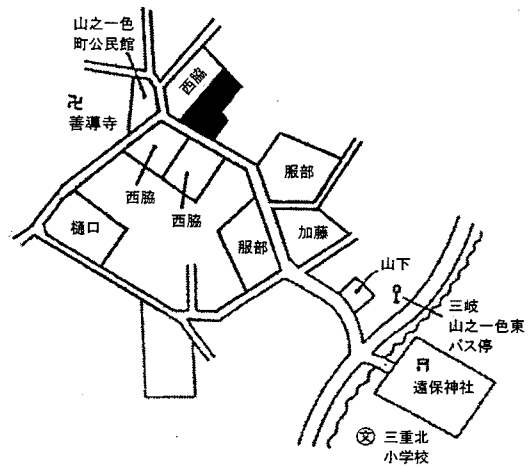 山之一色
町公民館
西脇
卍
善導寺
服部
西脇
西脇
樋口
服部
加藤
山下
三岐
山之一色東
バス停
遠保神社
文 三重北
小学校